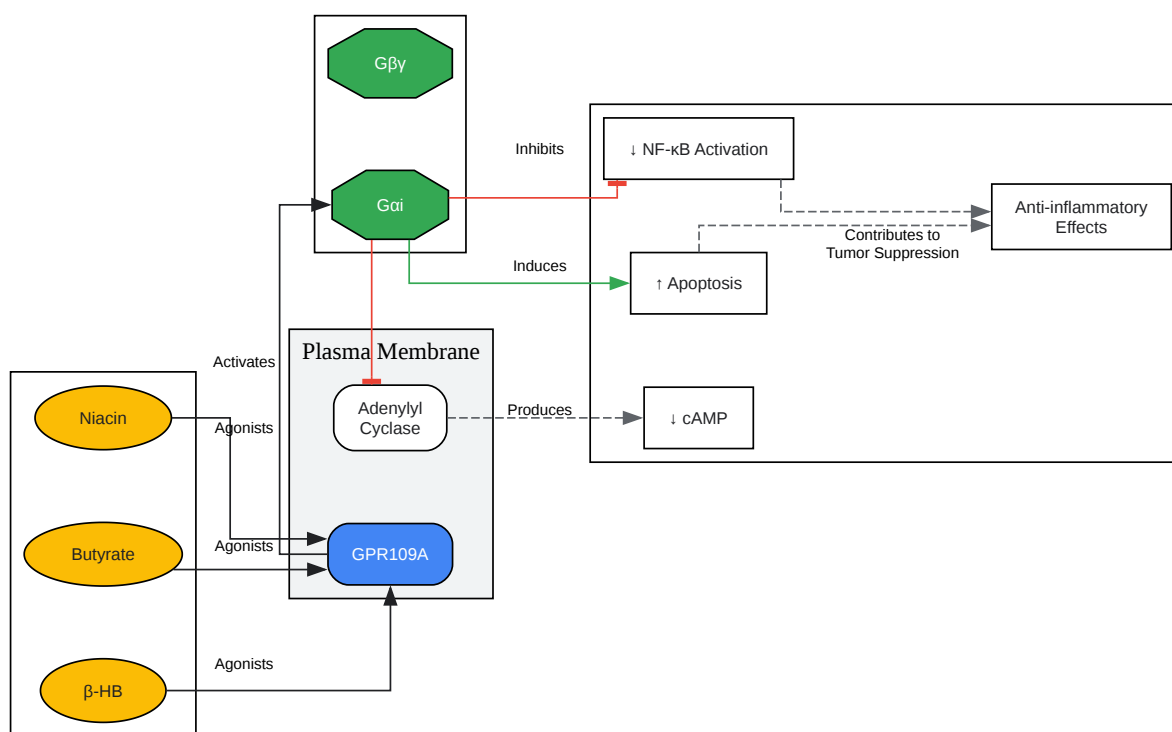 Gβγ
Inhibits
↓ NF-κB Activation
Gαi
Anti-inflammatory
Effects
Contributes to
Tumor Suppression
Induces
↑ Apoptosis
Plasma Membrane
Activates
Adenylyl
Cyclase
Produces
↓ cAMP
Niacin
Agonists
Butyrate
Agonists
GPR109A
Agonists
β-HB